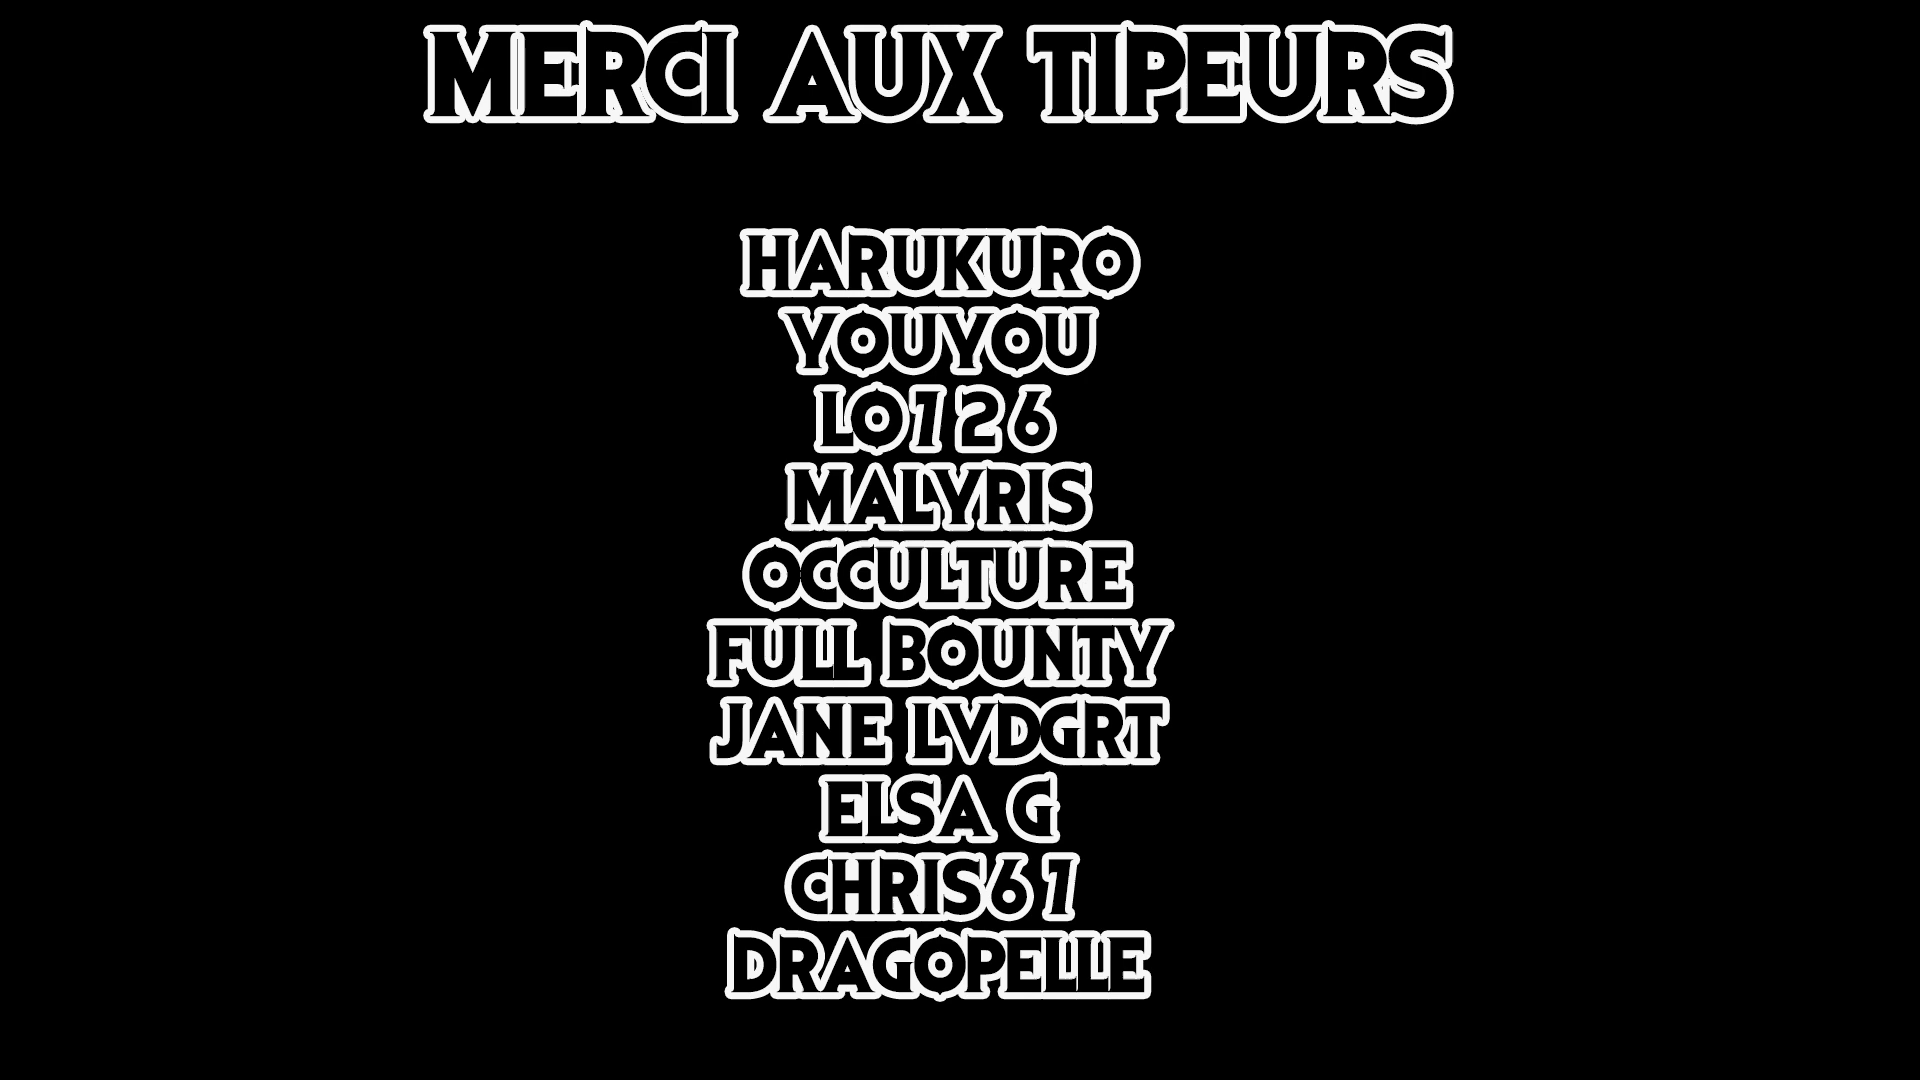 MERCI AUX TIPEURS
HARUKURO
YOUYOU
LO126
MALYRIS
OCCULTURE
FULL BOUNTY
JANE LVDGRT
ELSA G
CHRIS61
DRAGOPELLE